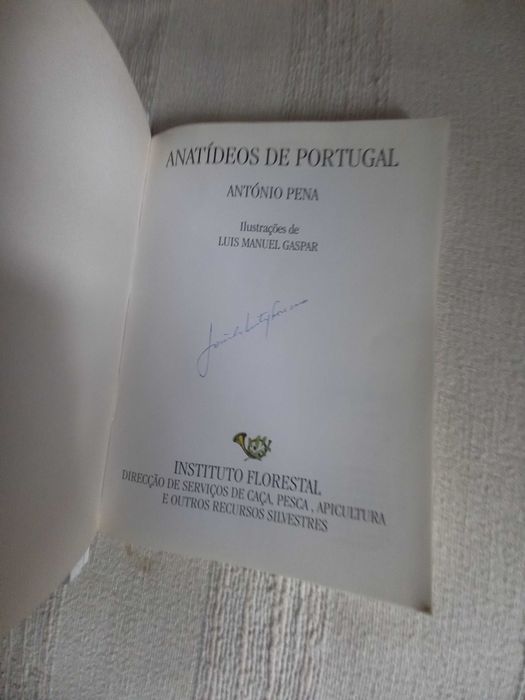 ANATÍDEOS DE PORTUGAL
ANTÓNIO PENA
Ilustrações de
LUIS MANUEL GASPAR
INSTITUTO FLORESTAL
DIRECÇÃO DE SERVIÇOS DE CAÇA, PESCA , APICULTURA
E OUTROS RECURSOS SILVESTRES